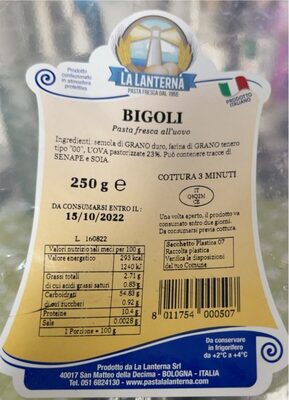 LA LANTERNA
PASTA FRESCA DAL 1966
Prodotto
confezionato
in atmosfera
protettiva
PRODOTTO
ITALIANO
BIGOLI
Pasta fresca all'uovo
Ingredienti: semola di GRANO duro, farina di GRANO tenero
tipo "00", UOVA pastorizzate 23%. Può contenere tracce di
SENAPE e SOIA.
250 g e
COTTURA 3 MINUTI
DA CONSUMARSI ENTRO IL :
15/10/2022
IT
CE
Una volta aperto, il prodotto va
consumato entro due giorni.
Da consumarsi previa cottura.
L. 160822
Valori nutrizionali medi per 100 g
Valore energetico 293 kcal
1240 kJ
Grassi totali 2.71 g
di cui acidi grassi saturi 0.83 g
Carboidrati 54.83 g
di cui zuccheri 0.92 g
Proteine 10.4 g
Sale 0.0028 g
1 Porzione = 100 g
Sacchetto Plastica 07
Raccolta plastica
Verifica la disposizioni
del tuo Comune
8 011754 000507
Da conservare
in frigorifero
da +2°C a +4°C
Prodotto da La Lanterna Srl
40017 San Matteo della Decima - BOLOGNA - ITALIA
Tel. 051 6824130 - www.pastalalanterna.com